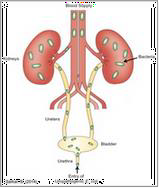 Blood Supply
Kidneys
Bacteria
Ureters
Bladder
Urethra
Entry of